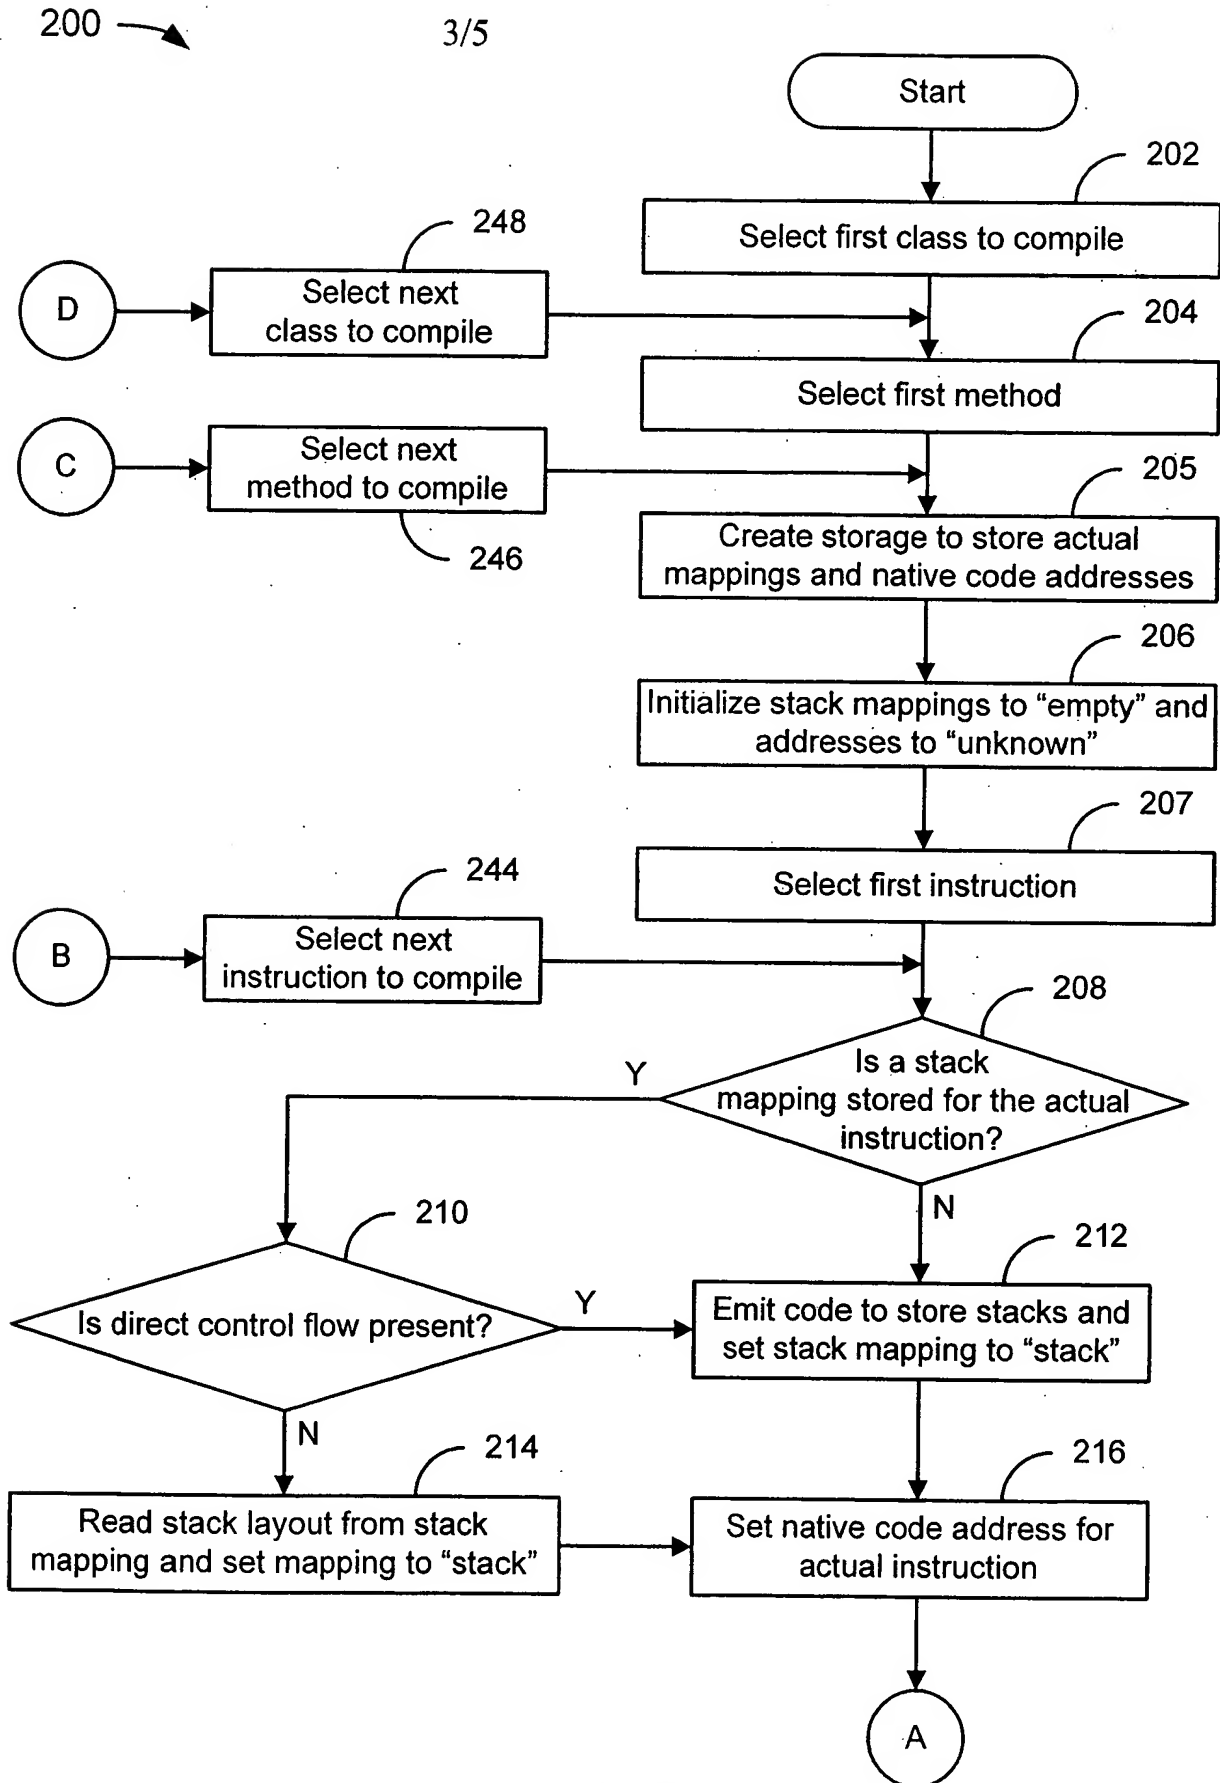 200
3/5
Start
202
Select first class to compile
248
D
Select next
class to compile
204
Select first method
C
Select next
method to compile
246
205
Create storage to store actual
mappings and native code addresses
206
Initialize stack mappings to “empty” and
addresses to “unknown”
207
Select first instruction
244
B
Select next
instruction to compile
208
Is a stack
mapping stored for the actual
instruction?
Y
N
210
Is direct control flow present?
Y
N
212
Emit code to store stacks and
set stack mapping to “stack”
214
Read stack layout from stack
mapping and set mapping to “stack”
216
Set native code address for
actual instruction
A